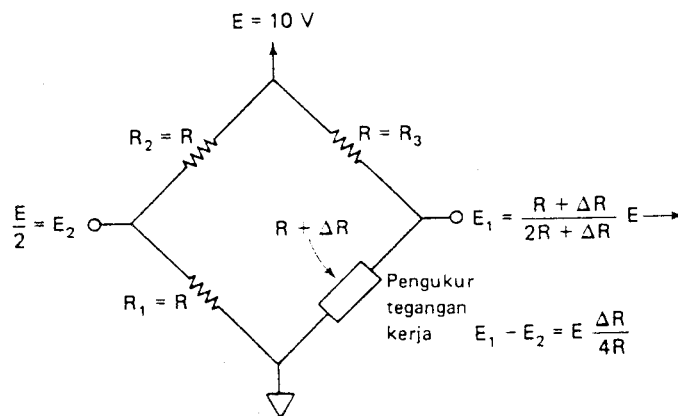 E = 10 V
R₂ = R
R = R₃
E/2 = E₂
E₁ = (R + ΔR)/(2R + ΔR) E
R + ΔR
R₁ = R
Pengukur
tegangan
kerja
E₁ − E₂ = E ΔR/4R